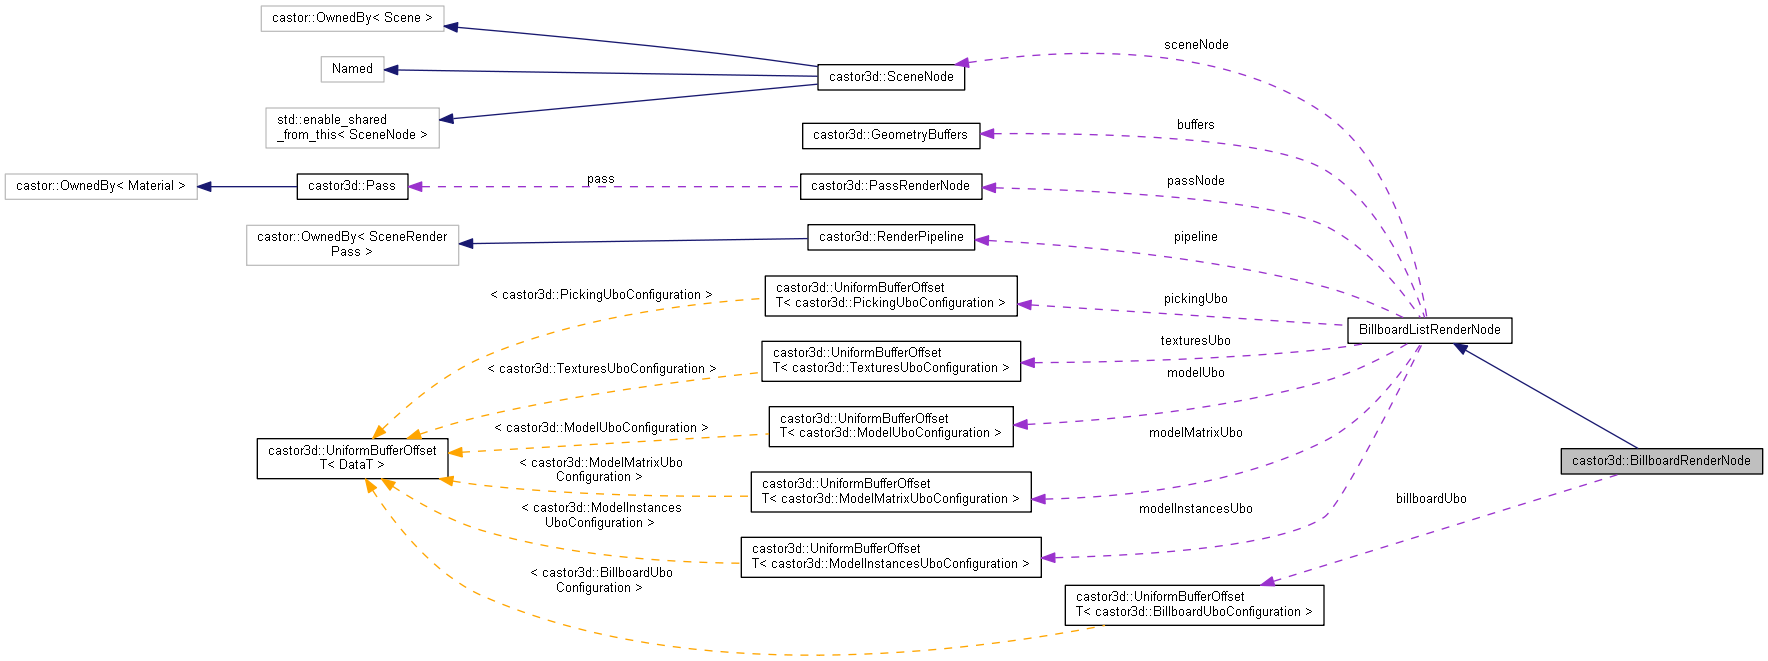 castor::OwnedBy< Scene >
sceneNode
Named
castor3d::SceneNode
std::enable_shared
_from_this< SceneNode >
buffers
castor3d::GeometryBuffers
castor::OwnedBy< Material >
castor3d::Pass
pass
castor3d::PassRenderNode
passNode
castor::OwnedBy< SceneRender
Pass >
castor3d::RenderPipeline
pipeline
< castor3d::PickingUboConfiguration >
castor3d::UniformBufferOffset
T< castor3d::PickingUboConfiguration >
pickingUbo
BillboardListRenderNode
< castor3d::TexturesUboConfiguration >
castor3d::UniformBufferOffset
T< castor3d::TexturesUboConfiguration >
texturesUbo
modelUbo
< castor3d::ModelUboConfiguration >
castor3d::UniformBufferOffset
T< castor3d::ModelUboConfiguration >
modelMatrixUbo
castor3d::UniformBufferOffset
T< DataT >
< castor3d::ModelMatrixUbo
Configuration >
castor3d::UniformBufferOffset
T< castor3d::ModelMatrixUboConfiguration >
castor3d::BillboardRenderNode
< castor3d::ModelInstances
UboConfiguration >
modelInstancesUbo
billboardUbo
castor3d::UniformBufferOffset
T< castor3d::ModelInstancesUboConfiguration >
< castor3d::BillboardUbo
Configuration >
castor3d::UniformBufferOffset
T< castor3d::BillboardUboConfiguration >